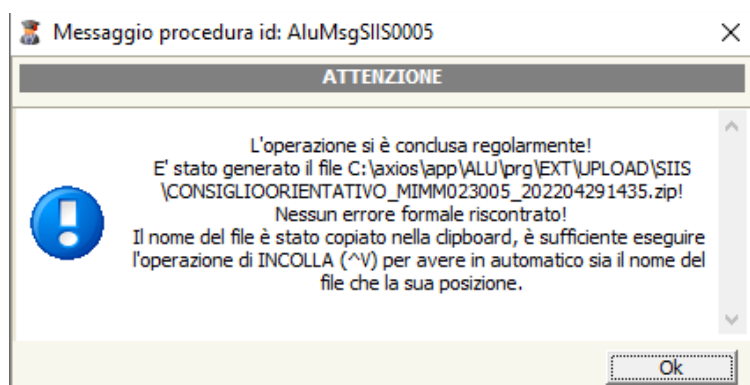 Messaggio procedura id: AluMsgSIIS0005
ATTENZIONE
L'operazione si è conclusa regolarmente!
E' stato generato il file C:\axios\app\ALU\prg\EXT\UPLOAD\SIIS
\CONSIGLIOORIENTATIVO_MIMM023005_202204291435.zip!
Nessun errore formale riscontrato!
Il nome del file è stato copiato nella clipboard, è sufficiente eseguire
l'operazione di INCOLLA (^V) per avere in automatico sia il nome del
file che la sua posizione.
Ok